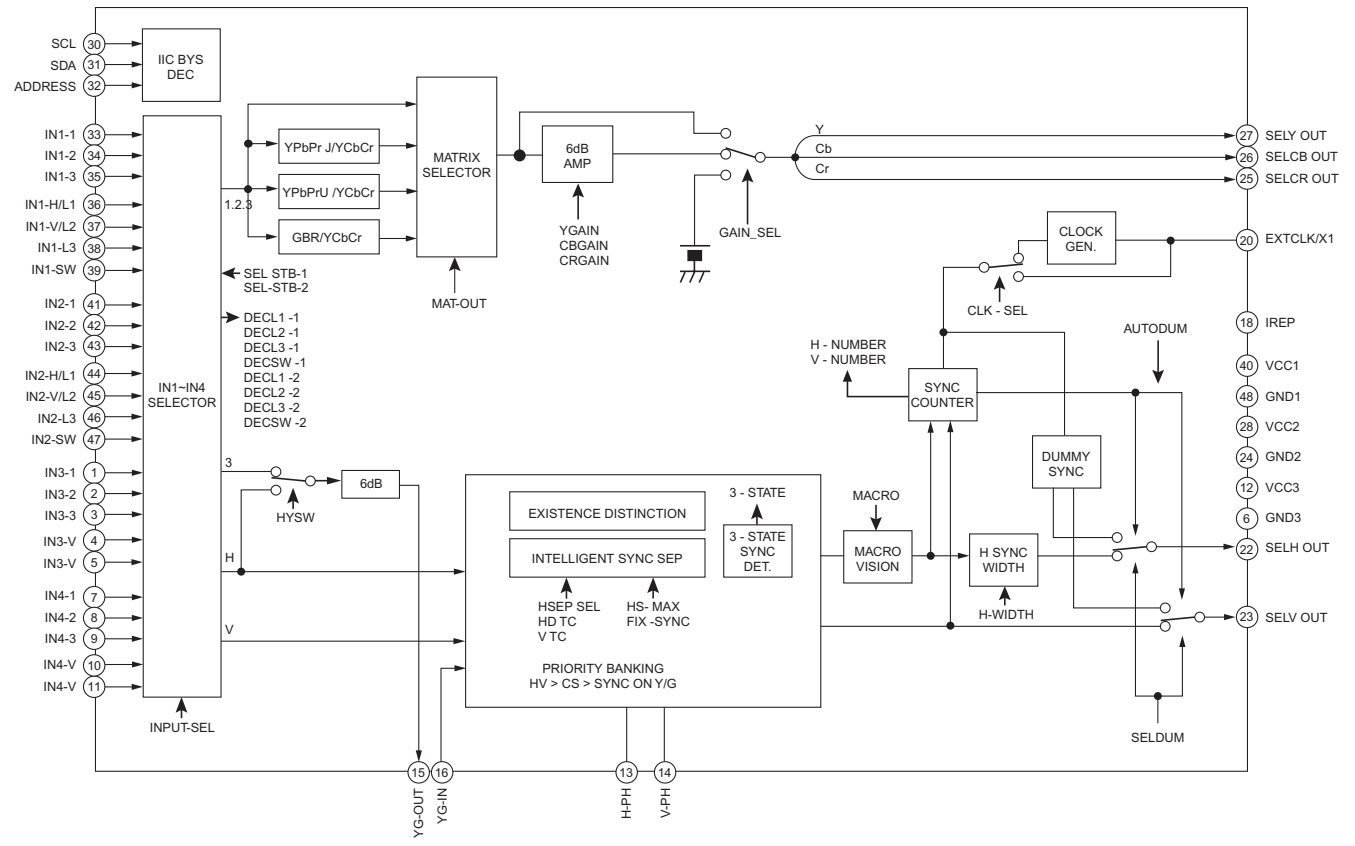 SCL 30
SDA 31
ADDRESS 32
IIC BYS
DEC
IN1-1 33
IN1-2 34
IN1-3 35
IN1-H/L1 36
IN1-V/L2 37
IN1-L3 38
IN1-SW 39
IN2-1 41
IN2-2 42
IN2-3 43
IN2-H/L1 44
IN2-V/L2 45
IN2-L3 46
IN2-SW 47
IN3-1 1
IN3-2 2
IN3-3 3
IN3-V 4
IN3-V 5
IN4-1 7
IN4-2 8
IN4-3 9
IN4-V 10
IN4-V 11
IN1~IN4
SELECTOR
INPUT-SEL
1.2.3
YPbPr J/YCbCr
YPbPrU /YCbCr
GBR/YCbCr
SEL STB-1
SEL-STB-2
DECL1 -1
DECL2 -1
DECL3 -1
DECSW -1
DECL1 -2
DECL2 -2
DECL3 -2
DECSW -2
MATRIX
SELECTOR
MAT-OUT
6dB
AMP
YGAIN
CBGAIN
CRGAIN
GAIN_SEL
Y
Cb
Cr
27 SELY OUT
26 SELCB OUT
25 SELCR OUT
CLOCK
GEN.
20 EXTCLK/X1
CLK - SEL
18 IREP
AUTODUM
H - NUMBER
V - NUMBER
SYNC
COUNTER
40 VCC1
48 GND1
28 VCC2
24 GND2
12 VCC3
6 GND3
DUMMY
SYNC
3
HYSW
6dB
H
V
EXISTENCE DISTINCTION
INTELLIGENT SYNC SEP
HSEP SEL
HD TC
V TC
HS- MAX
FIX -SYNC
3 - STATE
3 - STATE
SYNC
DET.
PRIORITY BANKING
HV > CS > SYNC ON Y/G
MACRO
MACRO
VISION
H SYNC
WIDTH
H-WIDTH
22 SELH OUT
23 SELV OUT
SELDUM
15 YG-OUT
16 YG-IN
13 H-PH
14 V-PH